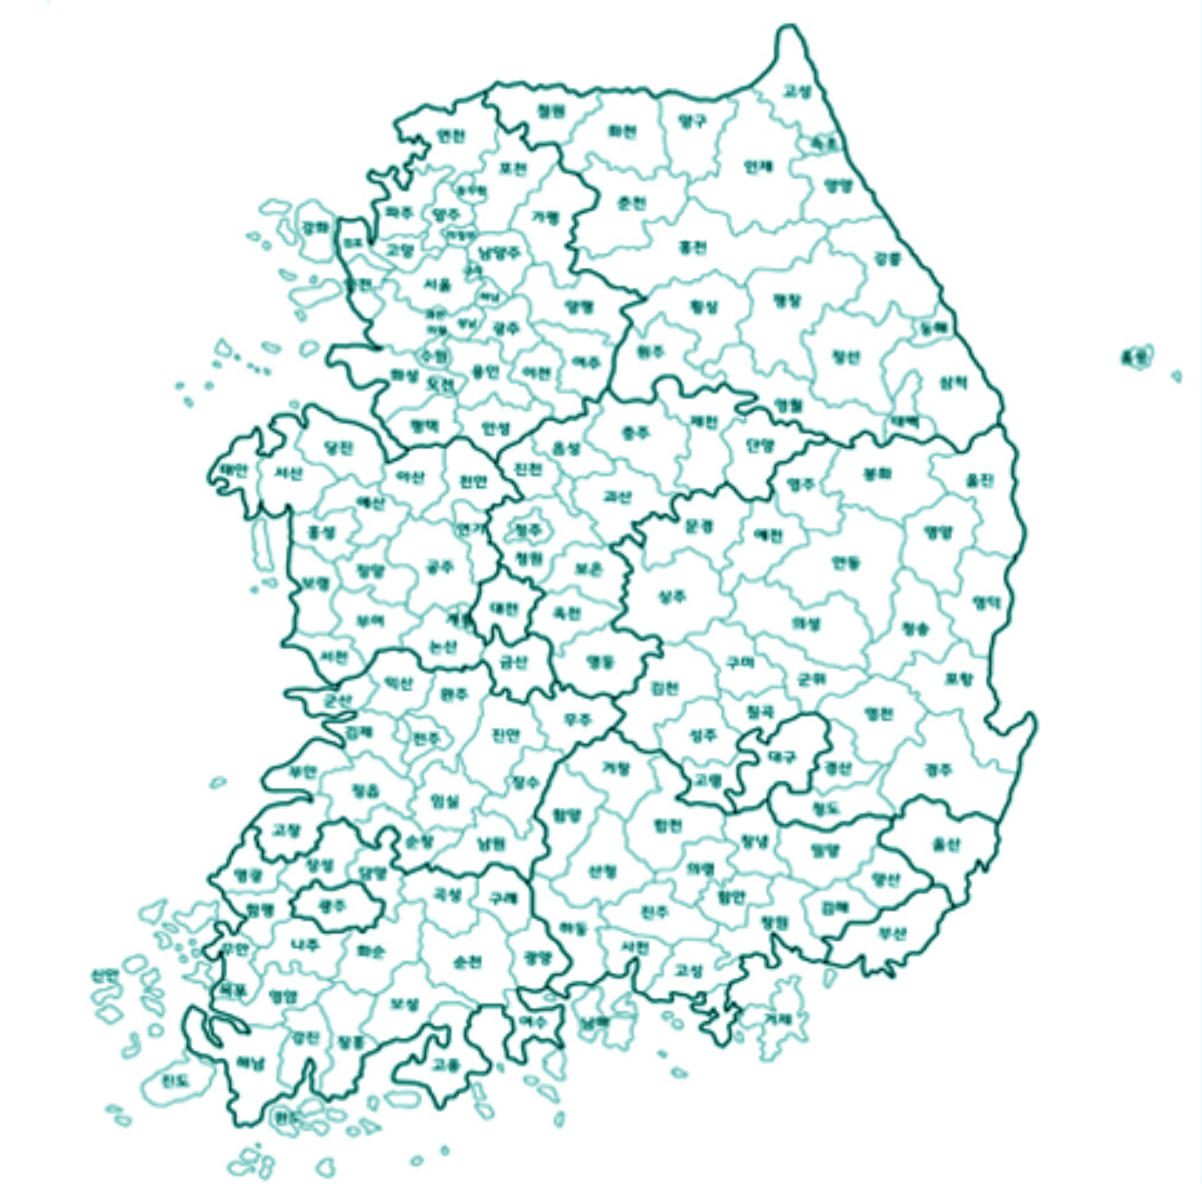 고성
철원
화천
양구
속초
연천
인제
포천
양양
동두천
춘천
파주
양주
가평
강화
김포
의정부
고양
남양주
홍천
강릉
구리
인천
서울
하남
양평
횡성
평창
과천
의왕
성남
광주
동해
울릉
수원
원주
정선
화성
오산
용인
이천
여주
삼척
영월
평택
안성
충주
제천
태백
음성
단양
당진
태안
서산
아산
천안
진천
괴산
영주
봉화
울진
예산
홍성
연기
청주
문경
예천
영양
청양
공주
청원
보은
안동
보령
상주
영덕
부여
계룡
대전
옥천
의성
청송
서천
논산
금산
영동
김천
구미
군위
포항
군산
익산
완주
무주
칠곡
영천
김제
전주
진안
성주
대구
부안
거창
고령
경산
경주
정읍
임실
장수
함양
합천
청도
고창
순창
남원
창녕
밀양
울산
영광
장성
담양
산청
의령
양산
함평
광주
곡성
구례
진주
함안
김해
무안
나주
화순
순천
광양
하동
사천
창원
부산
신안
목포
영암
보성
고성
여수
남해
거제
해남
강진
장흥
고흥
진도
완도